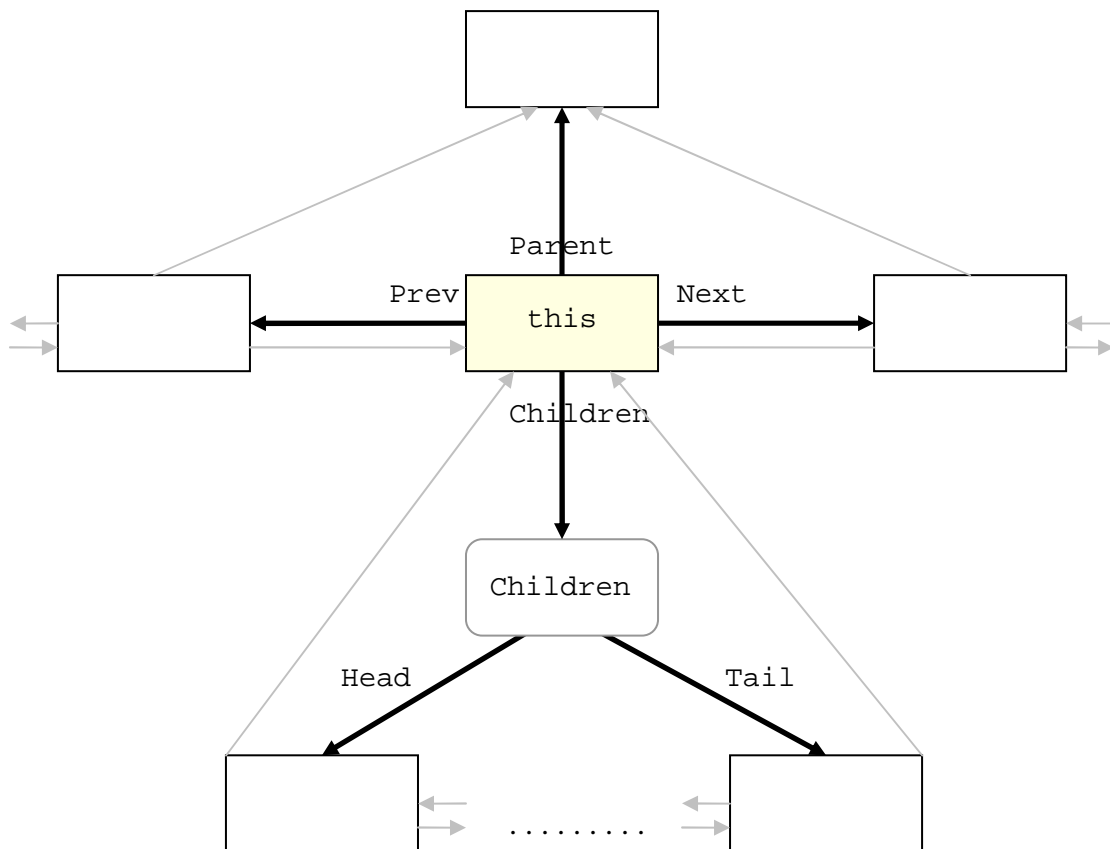 Parent
Prev
Next
this
Children
Children
Head
Tail
.........